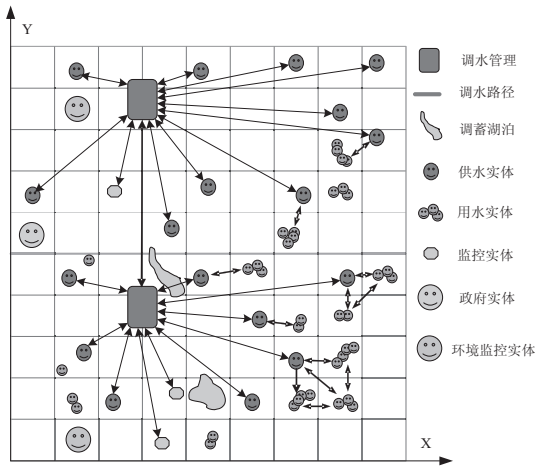 Y
调水管理
调水路径
调蓄湖泊
供水实体
用水实体
监控实体
政府实体
环境监控实体
X